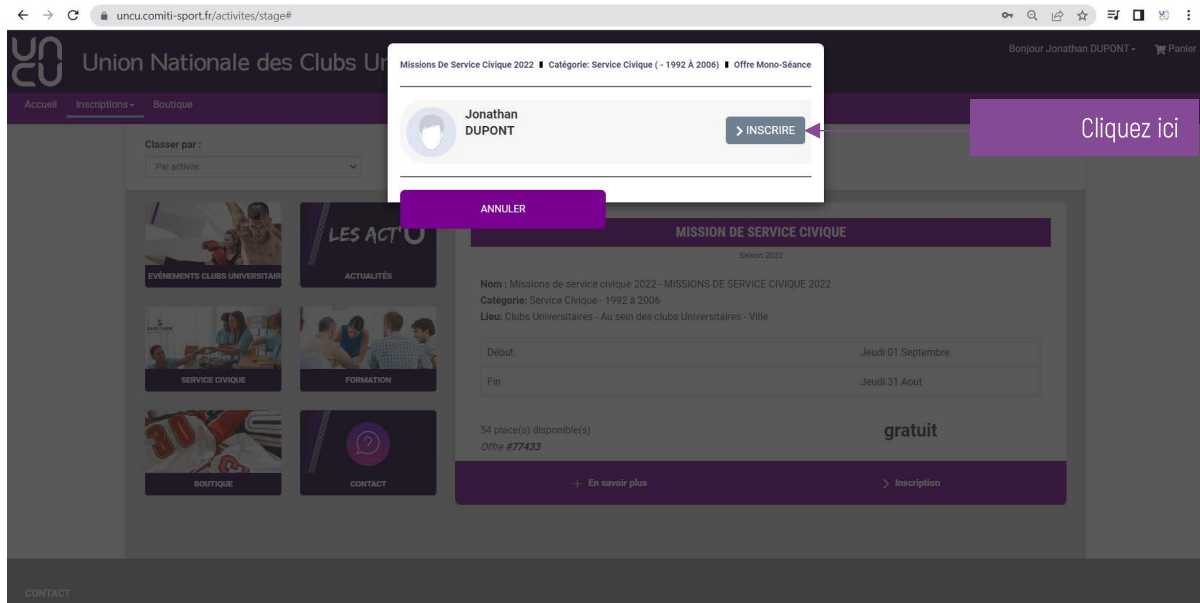 uncu.comiti-sport.fr/activites/stage#
UNCU
Union Nationale des Clubs Un
Bonjour Jonathan DUPONT
Panier
Accueil Inscriptions Boutique
Missions De Service Civique 2022 Catégorie: Service Civique ( - 1992 À 2006) Offre Mono-Séance
Jonathan
DUPONT
INSCRIRE
Cliquez ici
ANNULER
Classer par :
Par activité
LES ACT'U
EVÉNEMENTS CLUBS UNIVERSITAIR
ACTUALITÉS
SERVICE CIVIQUE
FORMATION
30
BOUTIQUE
CONTACT
MISSION DE SERVICE CIVIQUE
Saison 2022
Nom : Missions de service civique 2022 - MISSIONS DE SERVICE CIVIQUE 2022
Catégorie: Service Civique - 1992 à 2006
Lieu: Clubs Universitaires - Au sein des clubs Universitaires - Ville
Début Jeudi 01 Septembre
Fin Jeudi 31 Aout
54 place(s) disponible(s)
gratuit
Offre #77433
+ En savoir plus
> Inscription
CONTACT